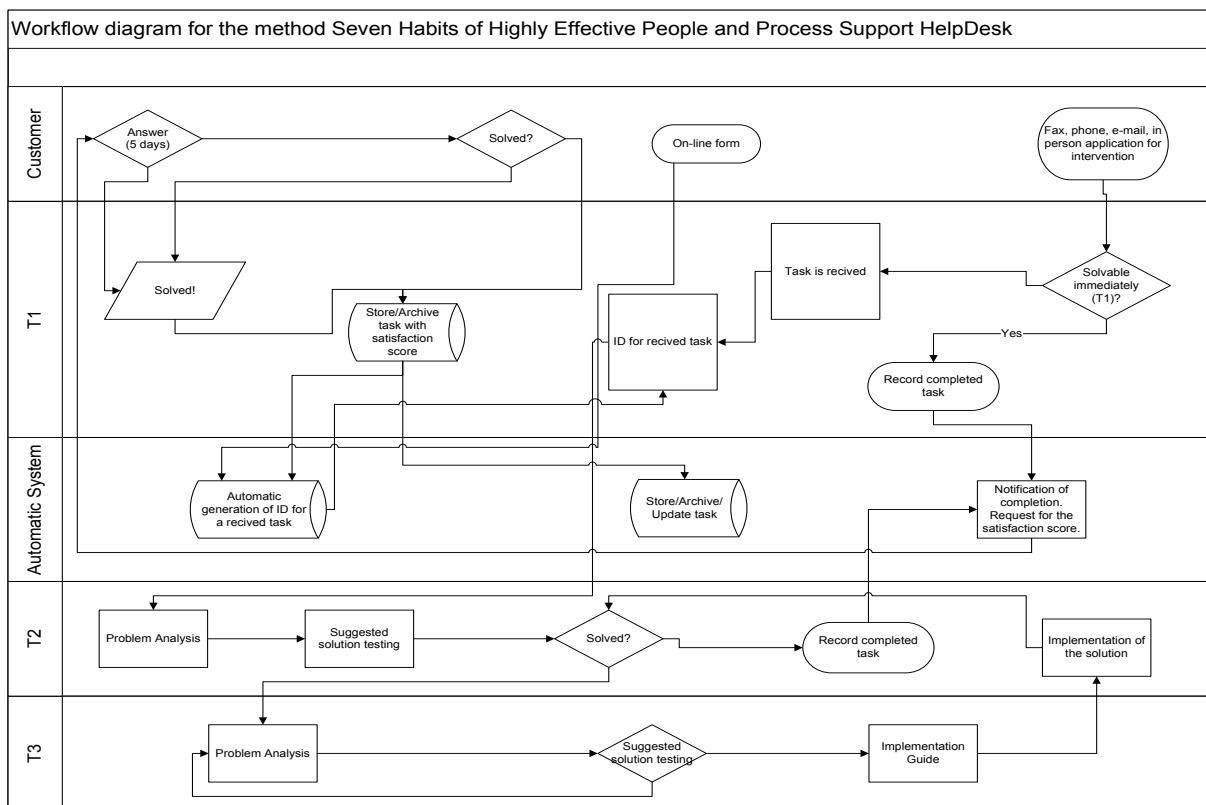 Workflow diagram for the method Seven Habits of Highly Effective People and Process Support HelpDesk
Customer
Answer
(5 days)
Solved?
On-line form
Fax, phone, e-mail, in
person application for
intervention
T1
Solved!
Store/Archive
task with
satisfaction
score
ID for recived task
Task is recived
Solvable
immediately
(T1)?
Yes
Record completed
task
Automatic System
Automatic
generation of ID for
a recived task
Store/Archive/
Update task
Notification of
completion.
Request for the
satisfaction score.
T2
Problem Analysis
Suggested
solution testing
Solved?
Record completed
task
Implementation of
the solution
T3
Problem Analysis
Suggested
solution testing
Implementation
Guide